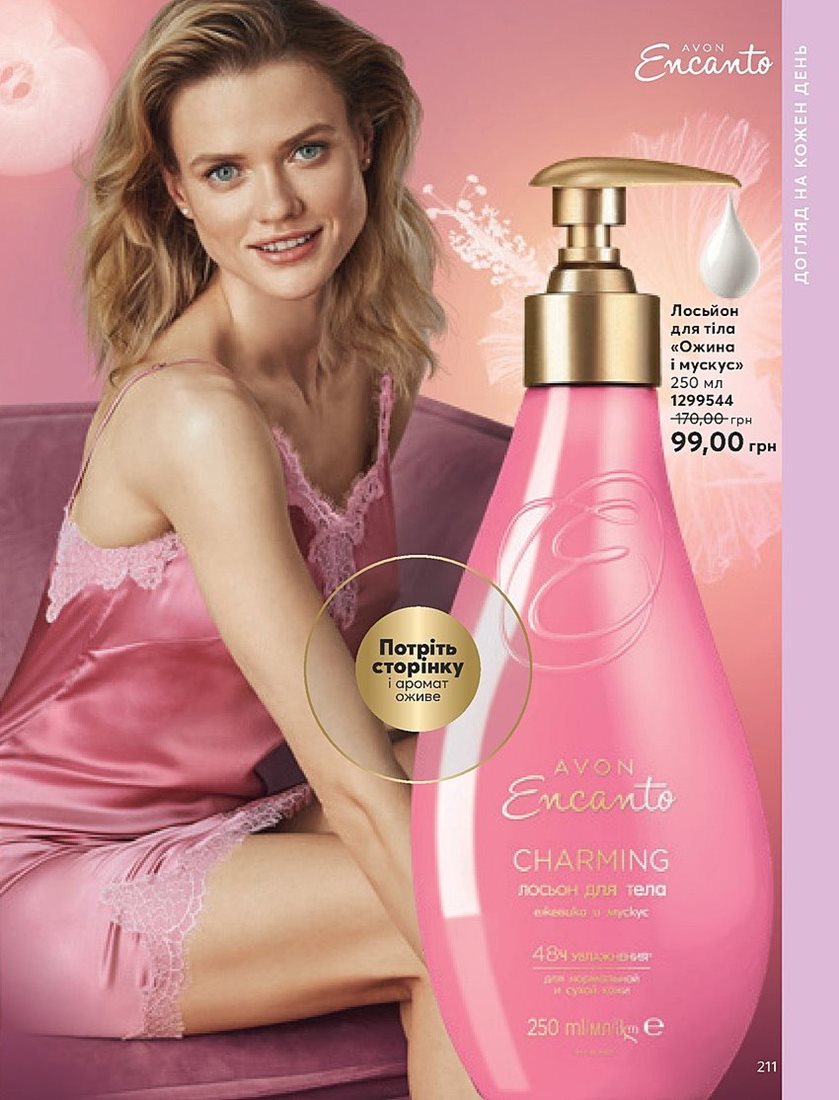 AVON
Encanto
ДОГЛЯД НА КОЖЕН ДЕНЬ
Лосьйон
для тіла
«Ожина
і мускус»
250 мл
1299544
170,00 грн
99,00 грн
Потріть
сторінку
і аромат
оживе
AVON
Encanto
CHARMING
лосьон для тела
ежевика и мускус
48Ч УВЛАЖНЕНИЯ*
для нормальной
и сухой кожи
250 ml/мл/
211